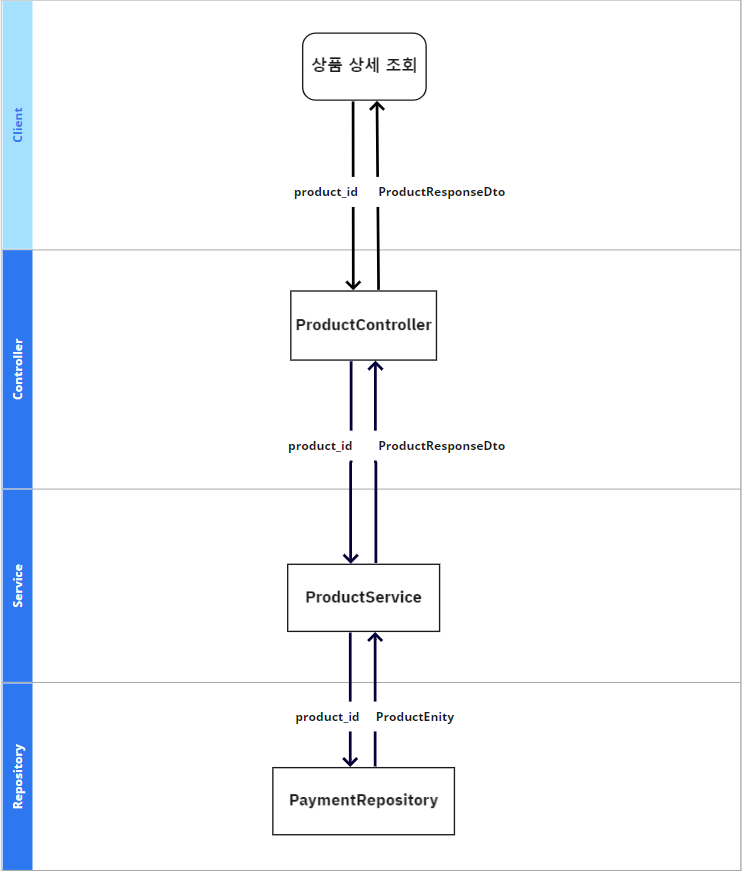 Client
상품 상세 조회
product_id ProductResponseDto
Controller
ProductController
product_id ProductResponseDto
Service
ProductService
product_id ProductEnity
Repository
PaymentRepository